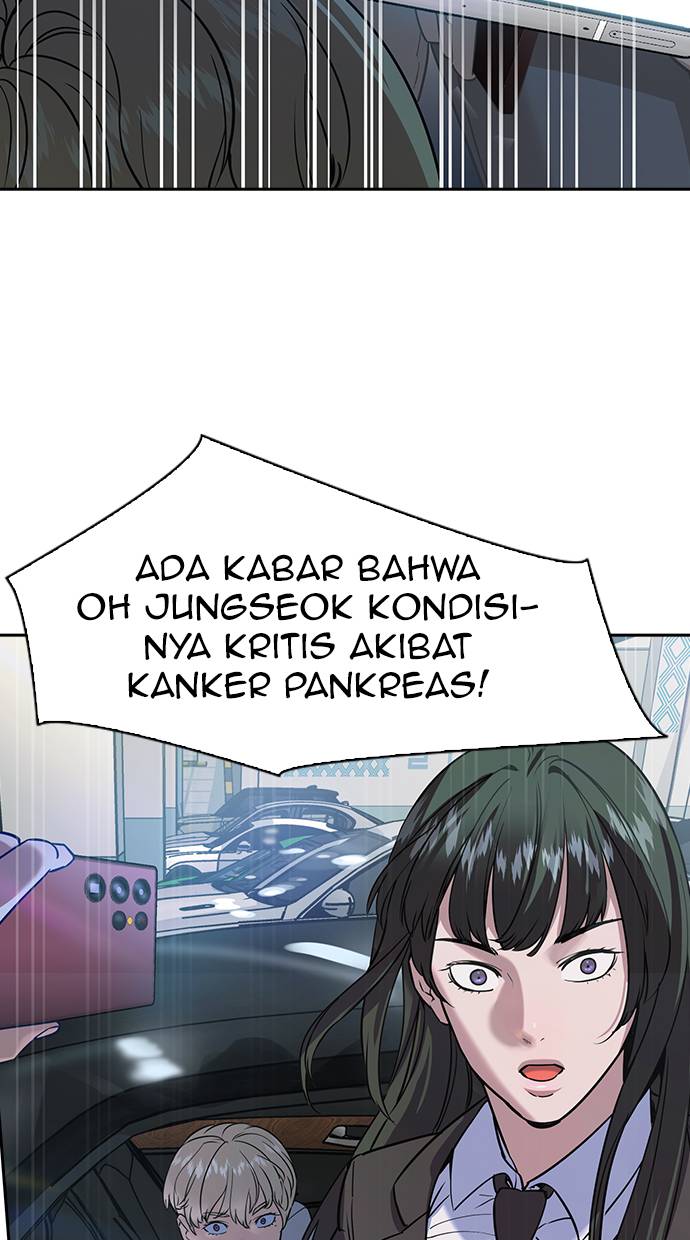 ADA KABAR BAHWA
OH JUNGSEOK KONDISI-
NYA KRITIS AKIBAT
KANKER PANKREAS!